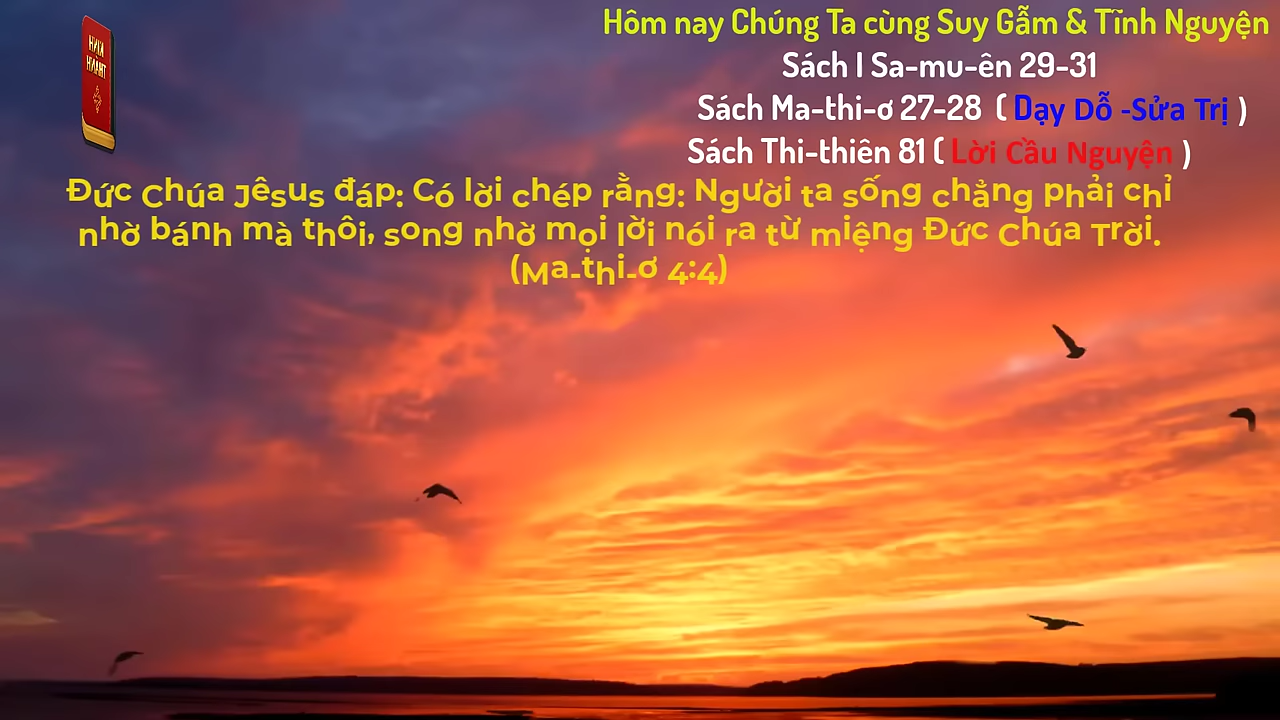 Hôm nay Chúng Ta cùng Suy Gẫm & Tĩnh Nguyện
Sách I Sa-mu-ên 29-31
Sách Ma-thi-ơ 27-28 ( Dạy Dỗ -Sửa Trị )
Sách Thi-thiên 81 ( Lời Cầu Nguyện )
Đức Chúa Jêsus đáp: Có lời chép rằng: Người ta sống chẳng phải chỉ
nhờ bánh mà thôi, song nhờ mọi lời nói ra từ miệng Đức Chúa Trời.
(Ma-thi-ơ 4:4)
KINH
THÁNH